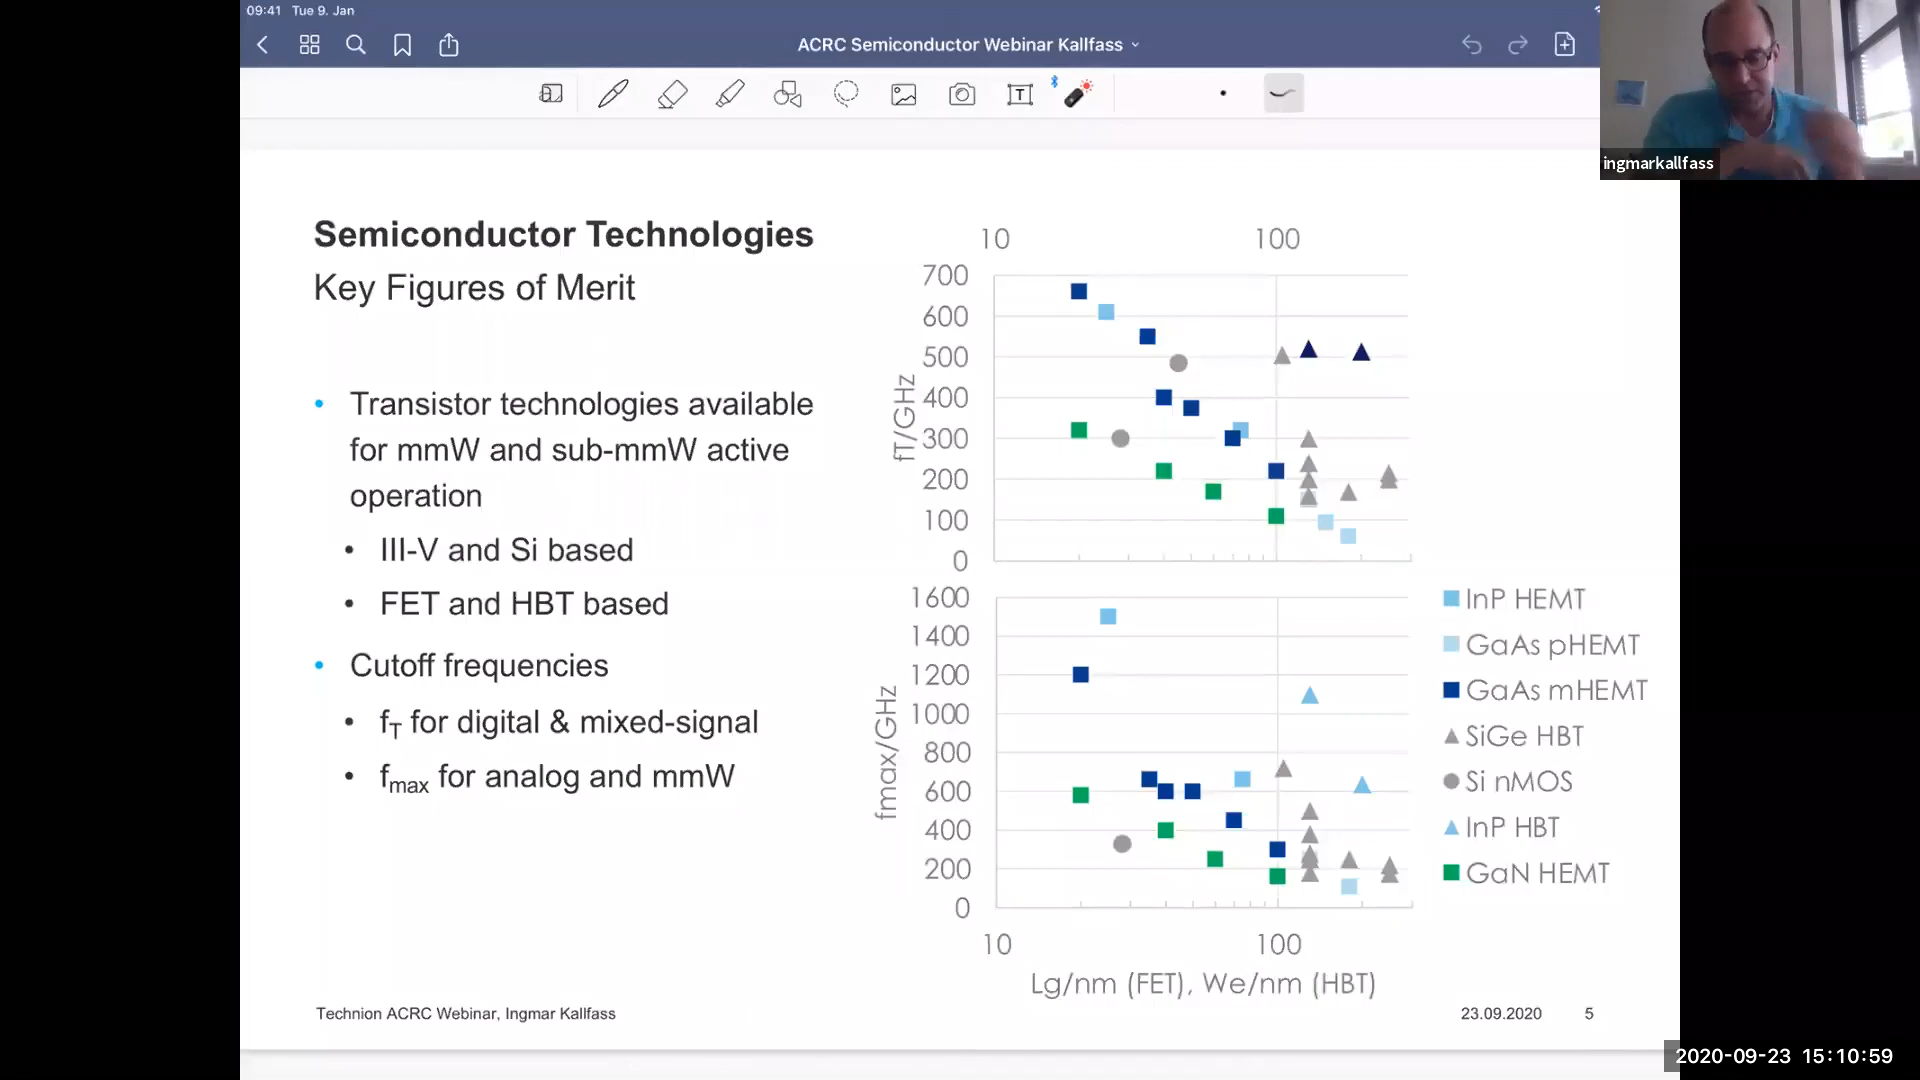 09:41 Tue 9. Jan
ACRC Semiconductor Webinar Kallfass
T
ingmarkallfass
Semiconductor Technologies
Key Figures of Merit
• Transistor technologies available
for mmW and sub-mmW active
operation
• III-V and Si based
• FET and HBT based
• Cutoff frequencies
• fT for digital & mixed-signal
• fmax for analog and mmW
10 100
700
600
500
400
300
200
100
0
fT/GHz
1600
1400
1200
1000
800
600
400
200
0
fmax/GHz
10 100
Lg/nm (FET), We/nm (HBT)
InP HEMT
GaAs pHEMT
GaAs mHEMT
SiGe HBT
Si nMOS
InP HBT
GaN HEMT
Technion ACRC Webinar, Ingmar Kallfass
23.09.2020 5
2020-09-23 15:10:59